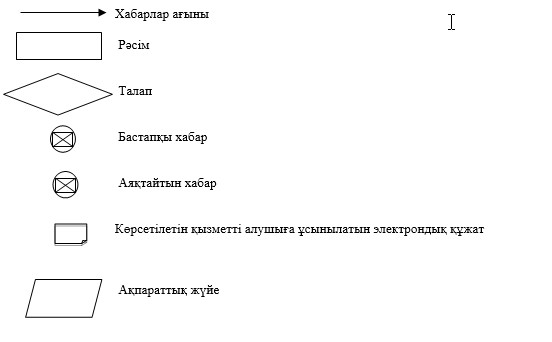 Хабарлар ағыны
Рәсім
Талап
Бастапқы хабар
Аяқтайтын хабар
Көрсетілетін қызметті алушыға ұсынылатын электрондық құжат
Ақпараттық жүйе